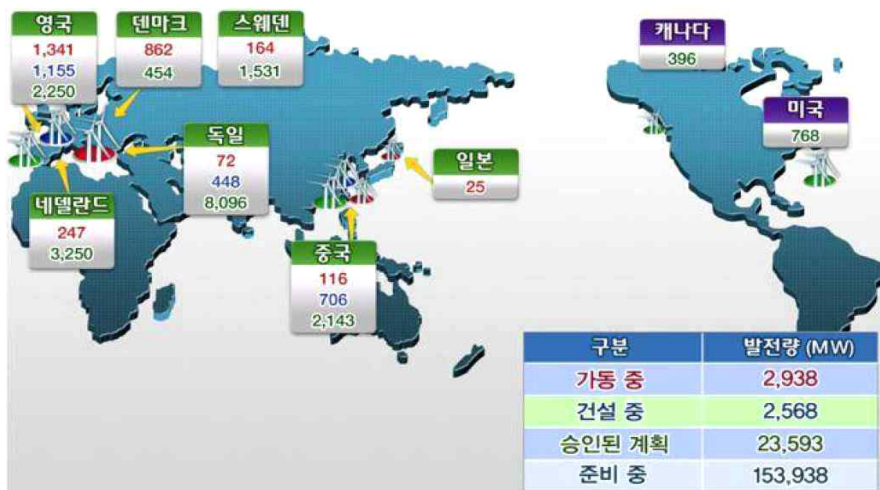 영국
1,341
1,155
2,250
덴마크
862
454
스웨덴
164
1,531
캐나다
396
미국
768
독일
72
448
8,096
일본
25
네델란드
247
3,250
중국
116
706
2,143
구분 발전량 (MW)
가동 중 2,938
건설 중 2,568
승인된 계획 23,593
준비 중 153,938